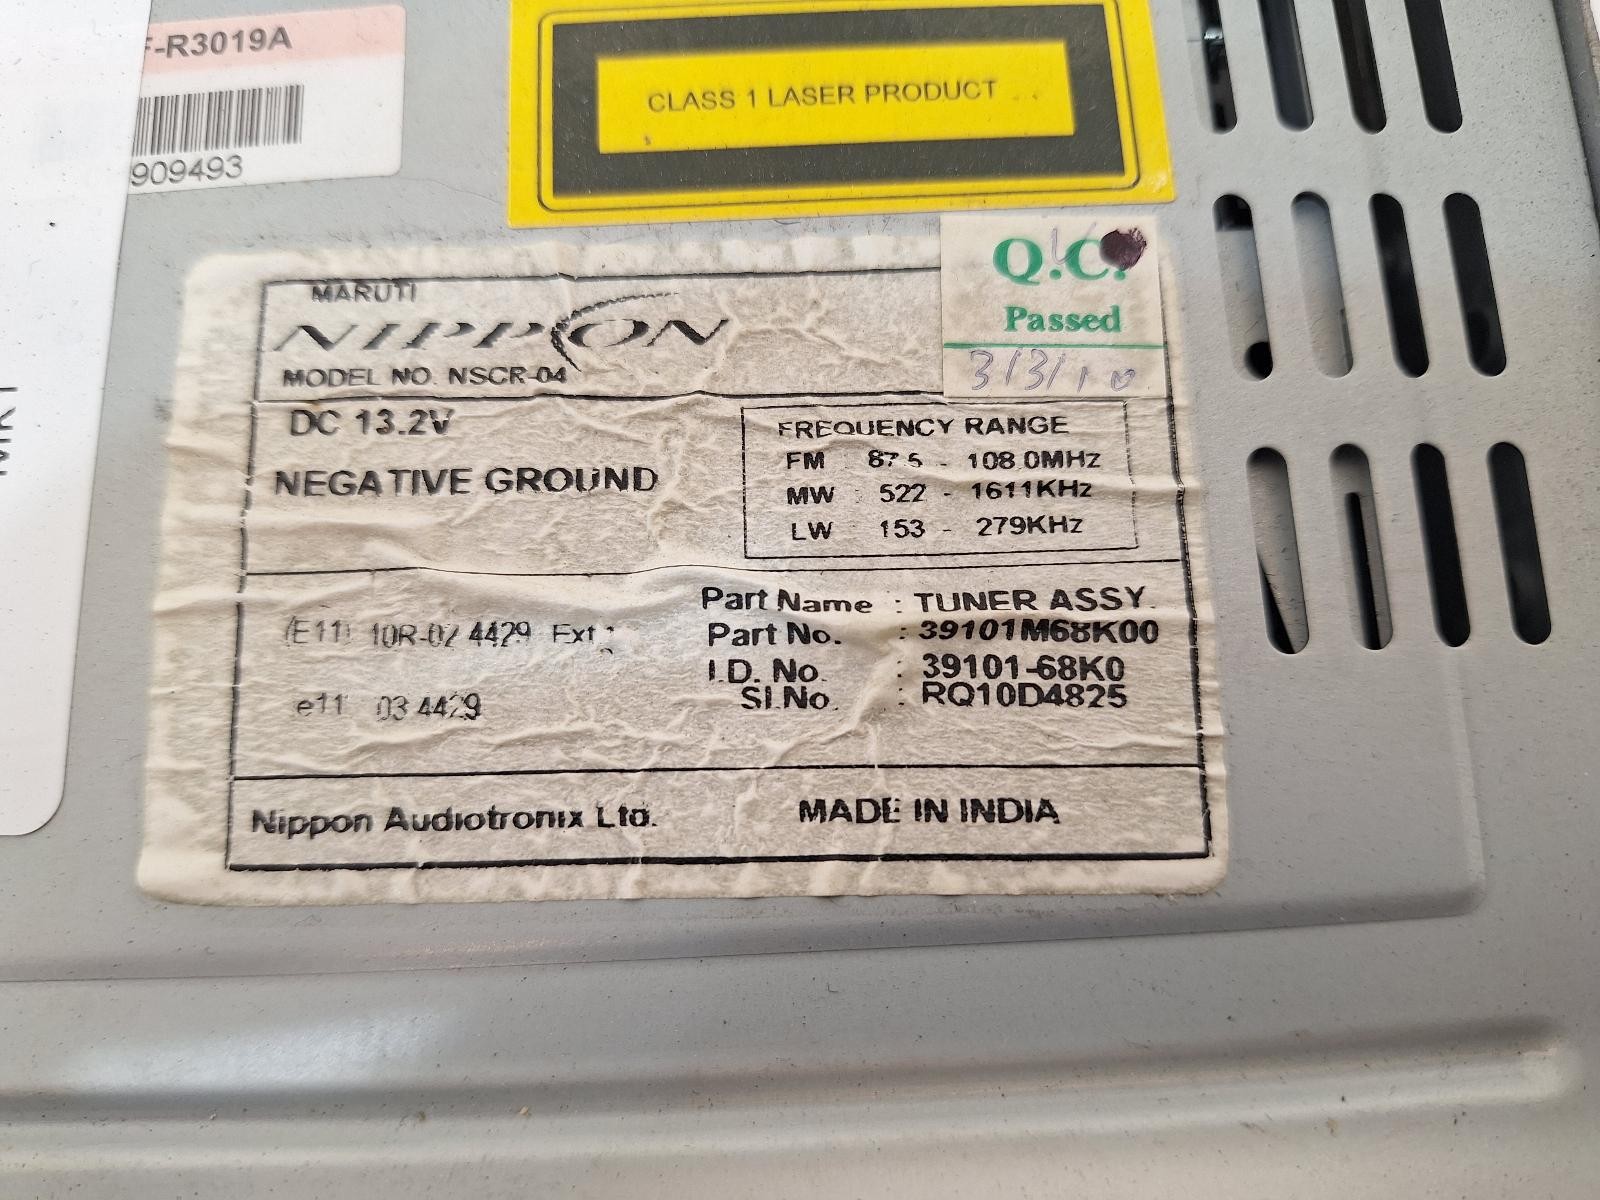 -R3019A
909493
CLASS 1 LASER PRODUCT
Q.C.
Passed
3/3/10
MARUTI
NIPPON
MODEL NO. NSCR-04
DC 13.2V
NEGATIVE GROUND
FREQUENCY RANGE
FM : 87.5 - 108.0MHz
MW : 522 - 1611KHz
LW : 153 - 279KHz
Part Name : TUNER ASSY.
Part No. : 39101M68K00
I.D. No. : 39101-68K0
Sl.No. : RQ10D4825
(E11) 10R-02 4429 Ext
e11 03 4429
Nippon Audiotronix Ltd.
MADE IN INDIA